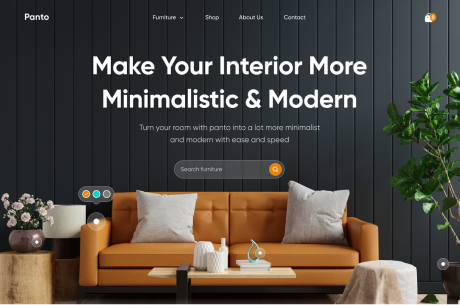 Panto
Furniture
Shop
About Us
Contact
Make Your Interior More
Minimalistic & Modern
Turn your room with panto into a lot more minimalist
and modern with ease and speed
Search furniture